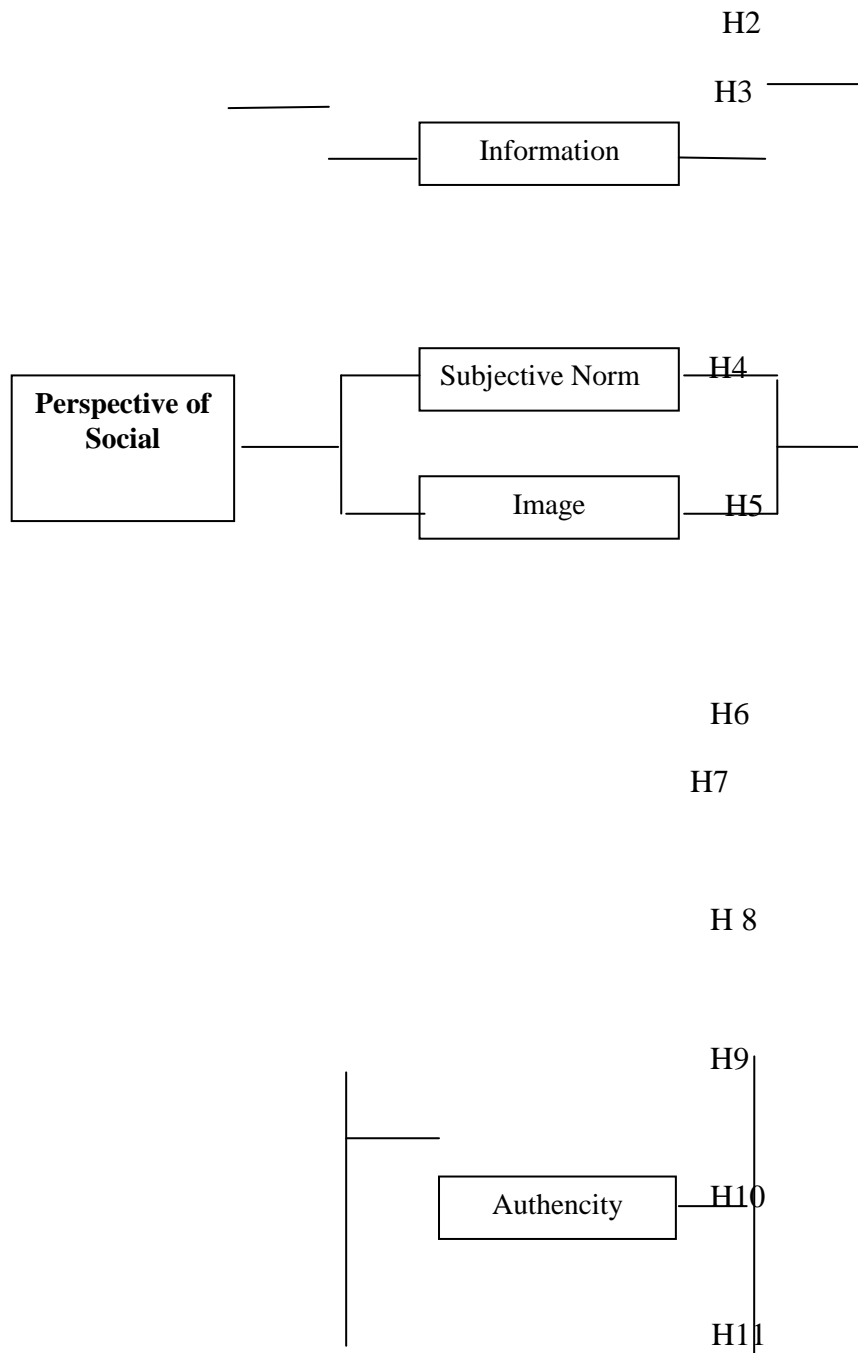 H2
H3
Information
Subjective Norm
H4
Perspective of
Social
Image
H5
H6
H7
H 8
H9
Authencity
H10
H11